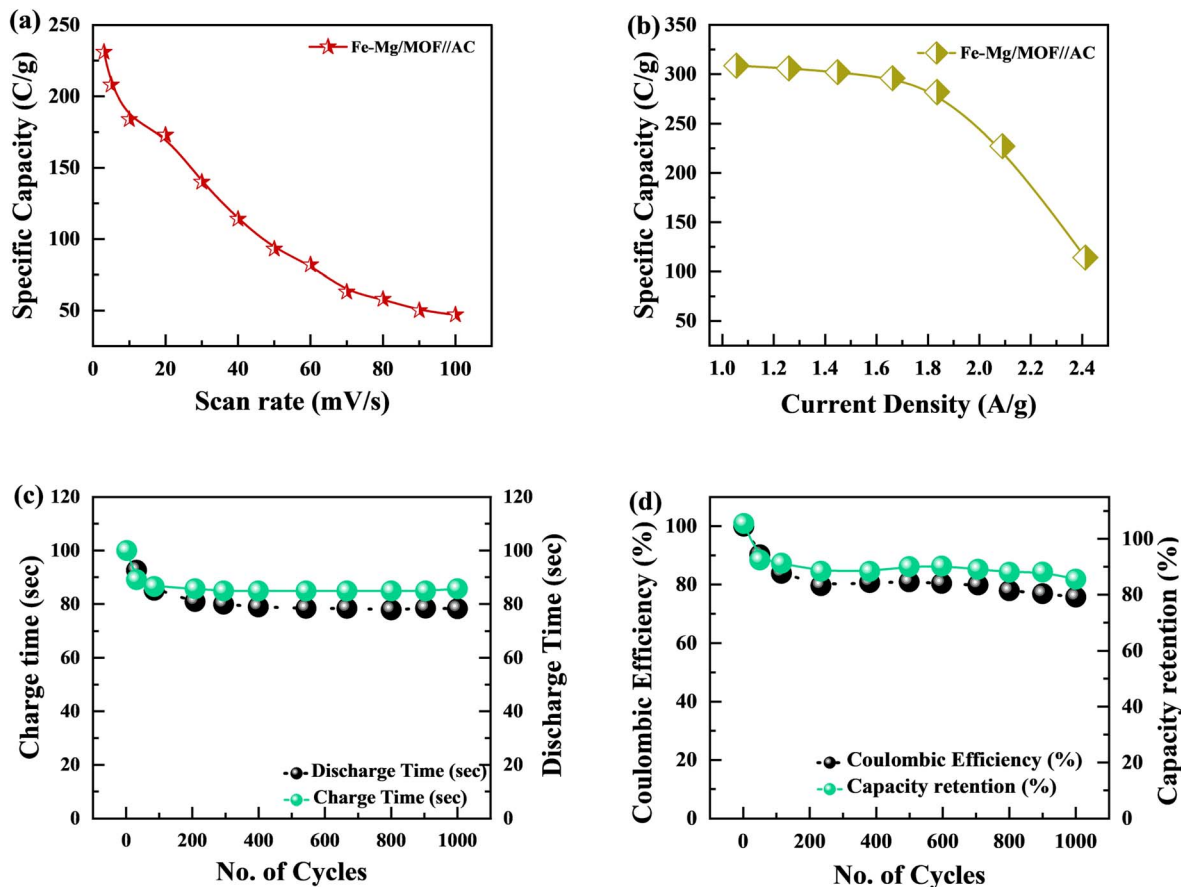 (a)
250
200
150
100
50
Specific Capacity (C/g)
Fe-Mg/MOF//AC
0 20 40 60 80 100
Scan rate (mV/s)
(b)
350
300
250
200
150
100
50
Specific Capacity (C/g)
Fe-Mg/MOF//AC
1.0 1.2 1.4 1.6 1.8 2.0 2.2 2.4
Current Density (A/g)
(c)
120
100
80
60
40
20
0
Charge time (sec)
Discharge Time (sec)
Charge Time (sec)
120
100
80
60
40
20
0
Discharge Time (sec)
0 200 400 600 800 1000
No. of Cycles
(d)
100
80
60
40
20
0
Coulombic Efficiency (%)
Coulombic Efficiency (%)
Capacity retention (%)
100
80
60
40
20
0
Capacity retention (%)
0 200 400 600 800 1000
No. of Cycles